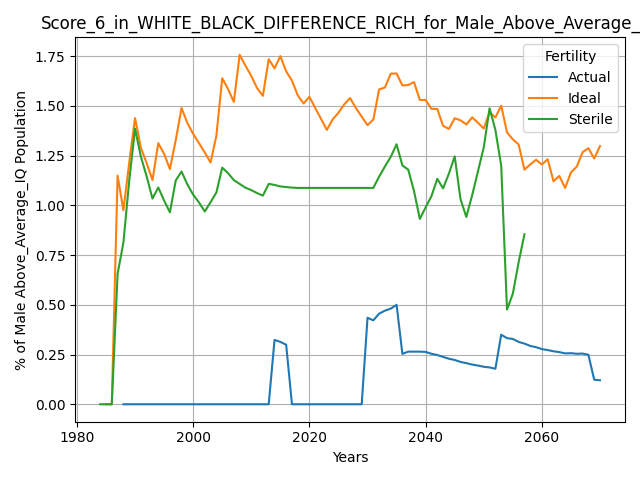 Score_6_in_WHITE_BLACK_DIFFERENCE_RICH_for_Male_Above_Average_
Fertility
Actual
Ideal
Sterile
% of Male Above_Average_IQ Population
1.75
1.50
1.25
1.00
0.75
0.50
0.25
0.00
1980 2000 2020 2040 2060
Years